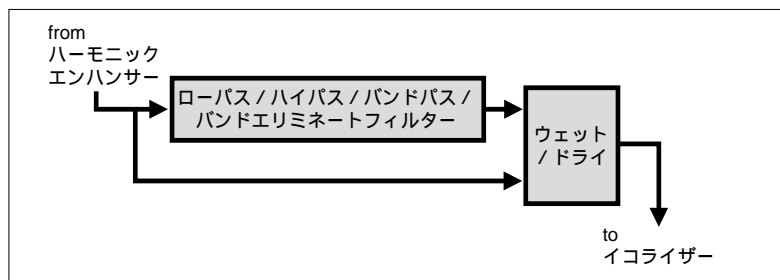 from
ハーモニック
エンハンサー
ローパス / ハイパス / バンドパス /
バンドエリミネートフィルター
ウェット
/ ドライ
to
イコライザー